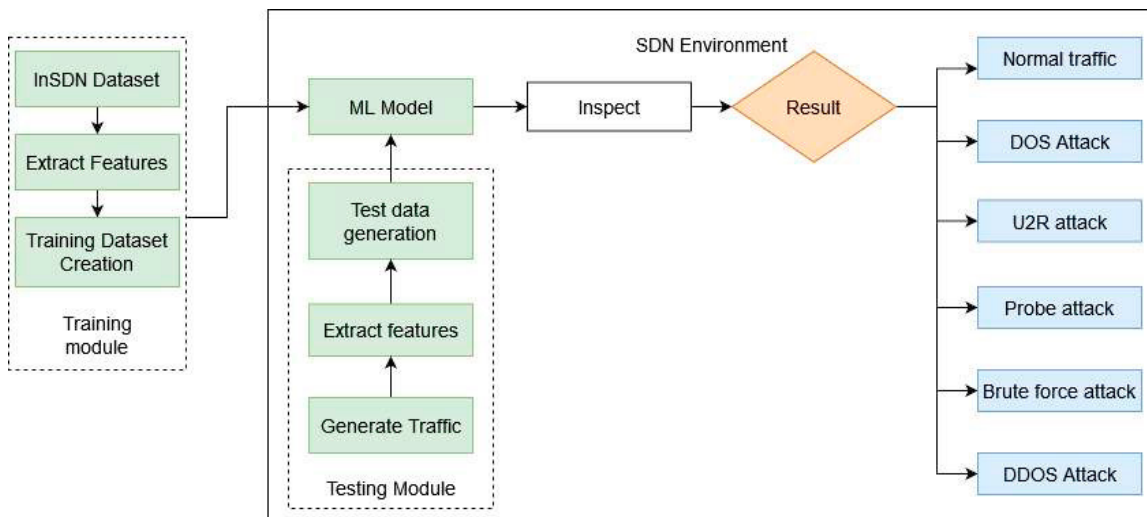 InSDN Dataset
Extract Features
Training Dataset
Creation
Training
module
SDN Environment
ML Model
Inspect
Result
Test data
generation
Extract features
Generate Traffic
Testing Module
Normal traffic
DOS Attack
U2R attack
Probe attack
Brute force attack
DDOS Attack